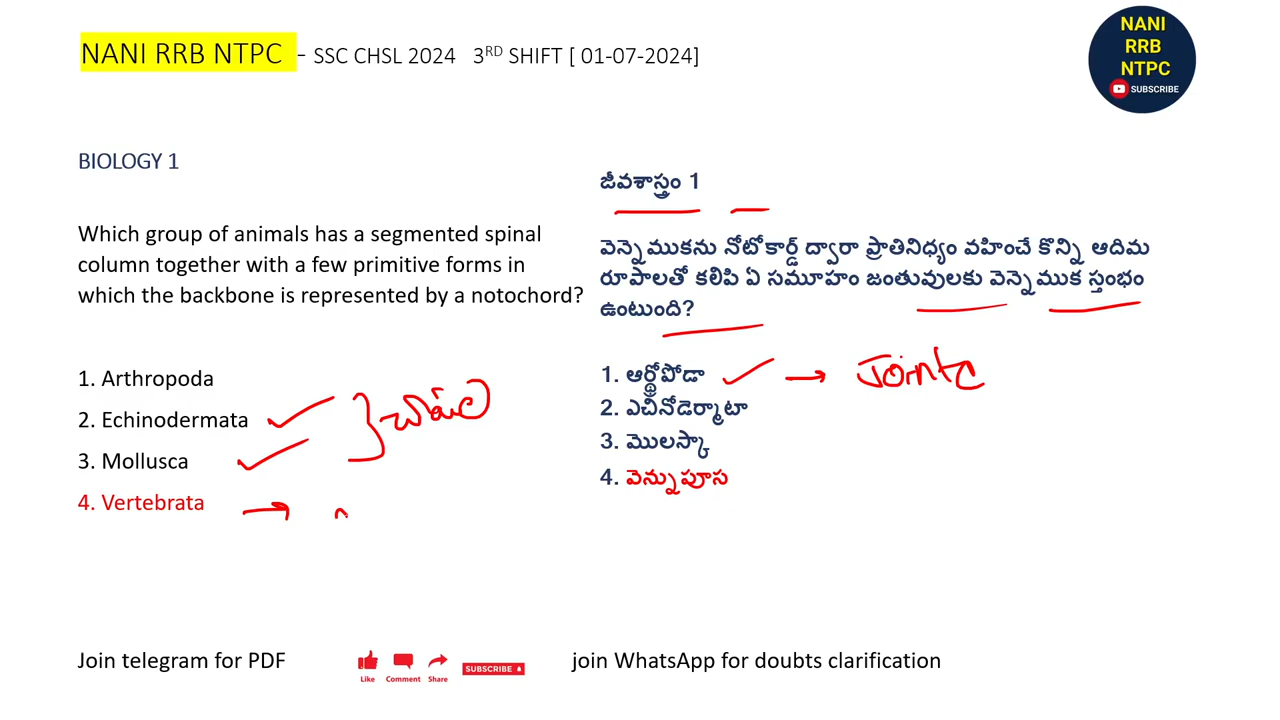 NANI RRB NTPC - SSC CHSL 2024 3RD SHIFT [ 01-07-2024]
NANI
RRB
NTPC
SUBSCRIBE
BIOLOGY 1
Which group of animals has a segmented spinal
column together with a few primitive forms in
which the backbone is represented by a notochord?
1. Arthropoda
2. Echinodermata
3. Mollusca
4. Vertebrata
జీవశాస్త్రం 1
వెన్నెముకను నోటోకార్డ్ ద్వారా ప్రాతినిధ్యం వహించే కొన్ని ఆదిమ
రూపాలతో కలిపి ఏ సమూహం జంతువులకు వెన్నెముక స్తంభం
ఉంటుంది?
1. ఆర్థ్రోపోడా
2. ఎచినోడెర్మాటా
3. మొలస్కా
4. వెన్నుపూస
Join telegram for PDF
Like
Comment
Share
SUBSCRIBE
join WhatsApp for doubts clarification